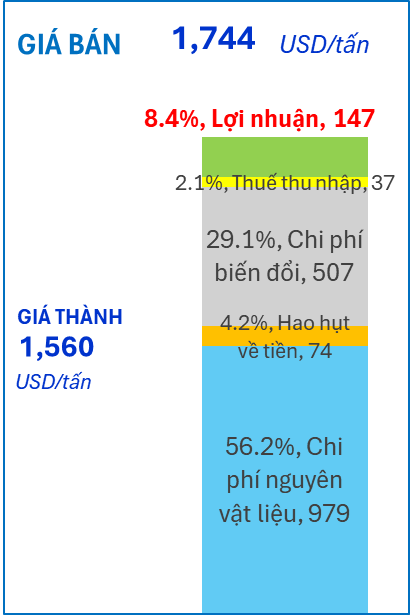 GIÁ BÁN 1,744 USD/tấn
8.4%, Lợi nhuận, 147
2.1%, Thuế thu nhập, 37
29.1%, Chi phí
biến đổi, 507
GIÁ THÀNH
1,560
USD/tấn
4.2%, Hao hụt
về tiền, 74
56.2%, Chi
phí nguyên
vật liệu, 979